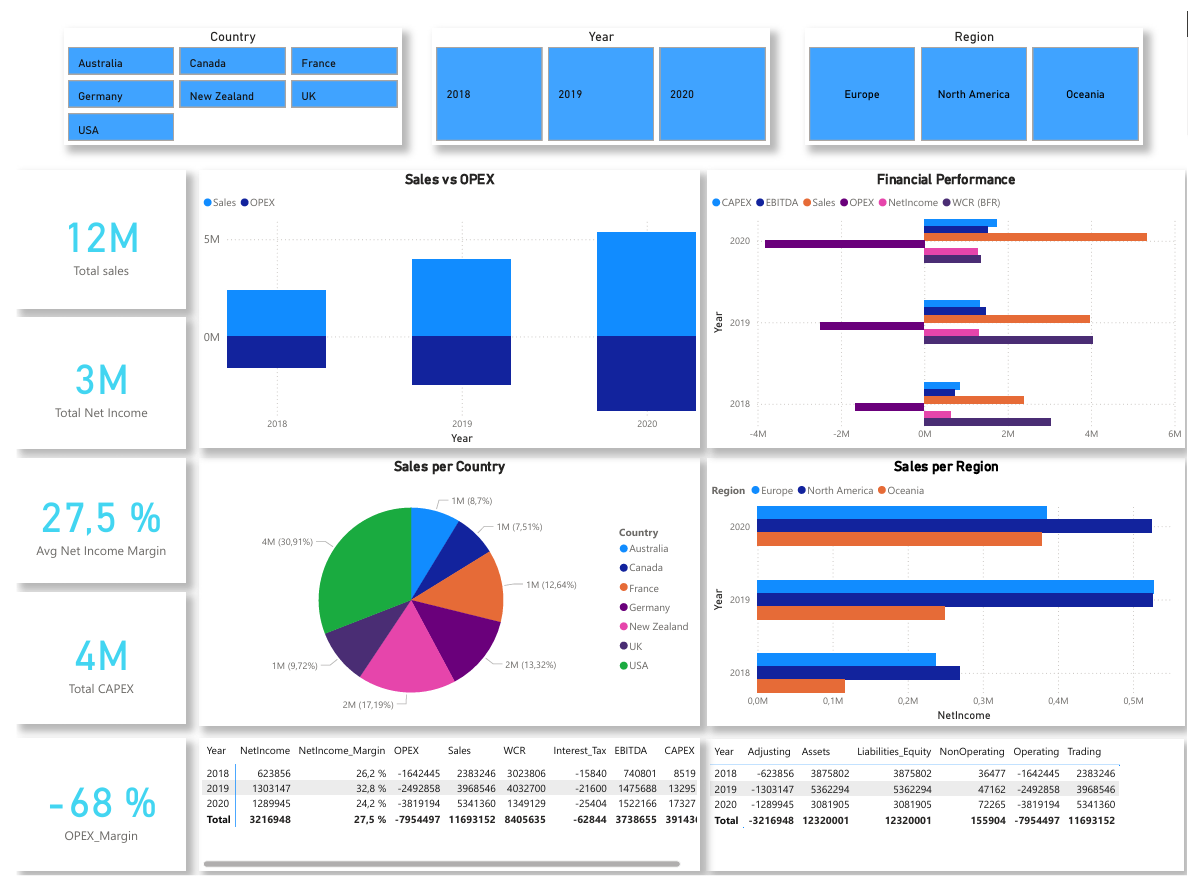 Country
Australia Canada France
Germany New Zealand UK
USA
Year
2018 2019 2020
Region
Europe North America Oceania
12M
Total sales
3M
Total Net Income
27,5 %
Avg Net Income Margin
4M
Total CAPEX
-68 %
OPEX_Margin
Sales vs OPEX
Sales OPEX
5M
0M
2018 2019 2020
Year
Financial Performance
CAPEX EBITDA Sales OPEX NetIncome WCR (BFR)
2020
2019
2018
Year
-4M -2M 0M 2M 4M 6M
Sales per Country
1M (8,7%)
1M (7,51%)
4M (30,91%)
1M (12,64%)
2M (13,32%)
1M (9,72%)
2M (17,19%)
Country
Australia
Canada
France
Germany
New Zealand
UK
USA
Sales per Region
Region Europe North America Oceania
2020
2019
2018
Year
0,0M 0,1M 0,2M 0,3M 0,4M 0,5M
NetIncome
Year NetIncome NetIncome_Margin OPEX Sales WCR Interest_Tax EBITDA CAPEX
2018 623856 26,2 % -1642445 2383246 3023806 -15840 740801 8519
2019 1303147 32,8 % -2492858 3968546 4032700 -21600 1475688 13295
2020 1289945 24,2 % -3819194 5341360 1349129 -25404 1522166 17327
Total 3216948 27,5 % -7954497 11693152 8405635 -62844 3738655
Year Adjusting Assets Liabilities_Equity NonOperating Operating Trading
2018 -623856 3875802 3875802 36477 -1642445 2383246
2019 -1303147 5362294 5362294 47162 -2492858 3968546
2020 -1289945 3081905 3081905 72265 -3819194 5341360
Total -3216948 12320001 12320001 155904 -7954497 11693152